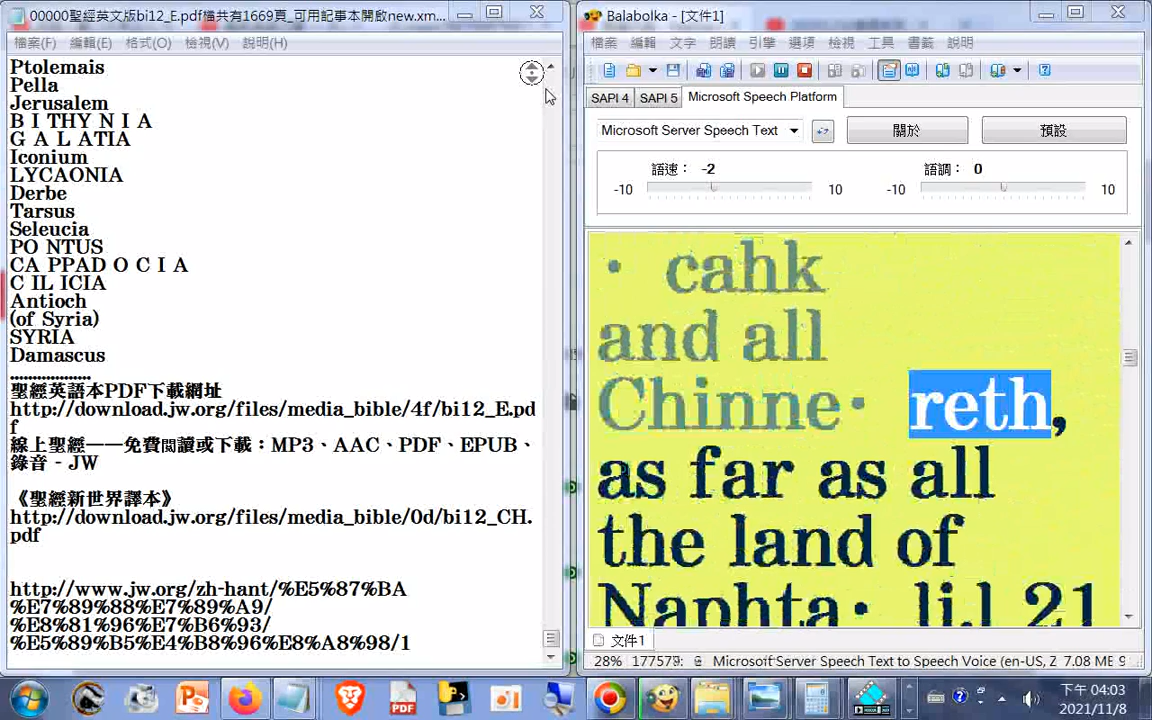 00000聖經英文版bi12_E.pdf檔共有1669頁_可用記事本開啟new.xm...
檔案(F) 編輯(E) 格式(O) 檢視(V) 說明(H)
Ptolemais
Pella
Jerusalem
B I THY N I A
G A L ATIA
Iconium
LYCAONIA
Derbe
Tarsus
Seleucia
PO NTUS
CA PPAD O C I A
C IL ICIA
Antioch
(of Syria)
SYRIA
Damascus
..................
聖經英語本PDF下載網址
http://download.jw.org/files/media_bible/4f/bi12_E.pd
f
線上聖經——免費閱讀或下載：MP3、AAC、PDF、EPUB、
錄音 - JW
《聖經新世界譯本》
http://download.jw.org/files/media_bible/0d/bi12_CH.
pdf
http://www.jw.org/zh-hant/%E5%87%BA
%E7%89%88%E7%89%A9/
%E8%81%96%E7%B6%93/
%E5%89%B5%E4%B8%96%E8%A8%98/1
Balabolka - [文件1]
檔案 編輯 文字 朗讀 引擎 選項 檢視 工具 書籤 說明
SAPI 4 SAPI 5 Microsoft Speech Platform
Microsoft Server Speech Text 關於 預設
語速： -2 語調： 0
-10 10 -10 10
· cahk
and all
Chinne· reth,
as far as all
the land of
Naphta· li,l 21
文件1
28% 177579: Microsoft Server Speech Text to Speech Voice (en-US, Z 7.08 MB 9
PDF
下午 04:03
2021/11/8